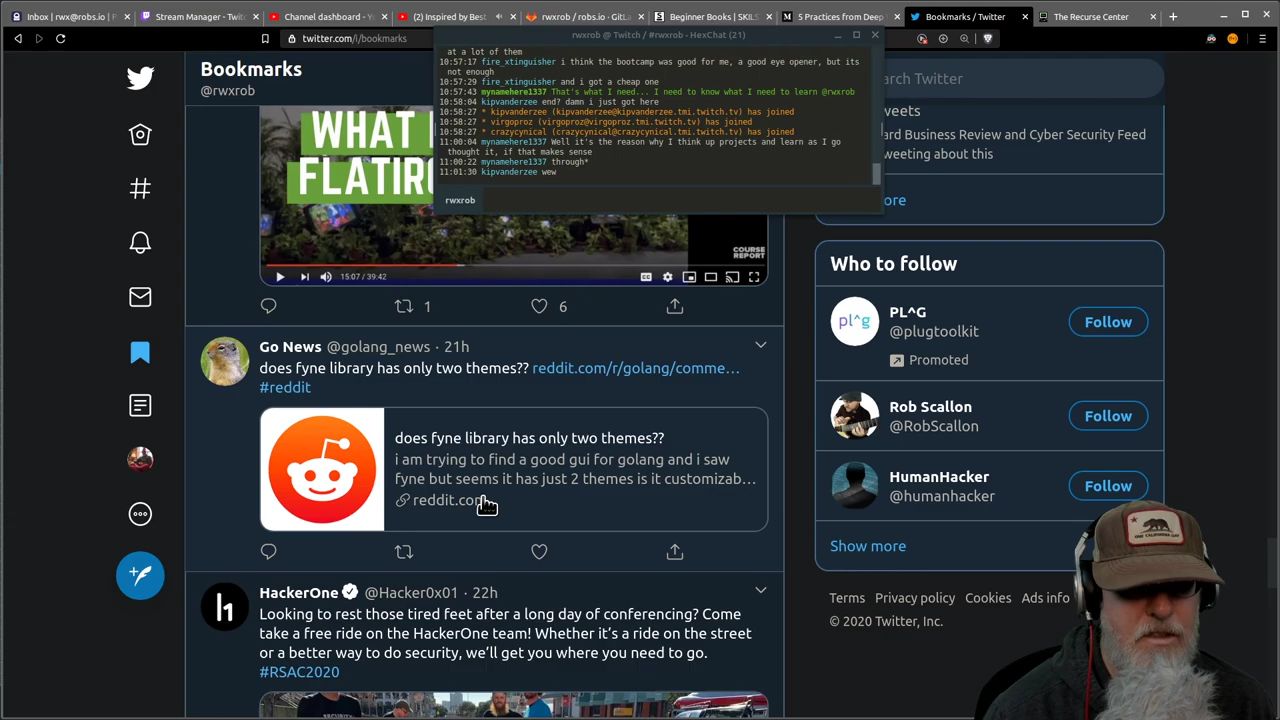 Inbox | rwx@robs.io | Prot
Stream Manager - Twitc
Channel dashboard - Yo
(2) (Inspired by Best
rwxrob / robs.io · GitLa
Beginner Books | SKILS
5 Practices from Deep
Bookmarks / Twitter
The Recurse Center
twitter.com/i/bookmarks
rwxrob @ Twitch / #rwxrob - HexChat (21)
at a lot of them
10:57:17 fire_xtinguisher i think the bootcamp was good for me, a good eye opener, but its
not enough
10:57:29 fire_xtinguisher and i got a cheap one
10:57:43 mynamehere1337 That's what I need... I need to know what I need to learn @rwxrob
10:58:04 kipvanderzee end? damn i just got here
10:58:27 * kipvanderzee (kipvanderzee@kipvanderzee.tmi.twitch.tv) has joined
10:58:27 * virgoproz (virgoproz@virgoproz.tmi.twitch.tv) has joined
10:58:27 * crazycynical (crazycynical@crazycynical.tmi.twitch.tv) has joined
11:00:04 mynamehere1337 Well it's the reason why I think up projects and learn as I go
thought it, if that makes sense
11:00:22 mynamehere1337 through*
11:01:30 kipvanderzee wew
rwxrob
Bookmarks
@rwxrob
WHAT
FLATIR
COURSE
REPORT
15:07 / 39:42
1
6
Go News @golang_news · 21h
does fyne library has only two themes?? reddit.com/r/golang/comme…
#reddit
does fyne library has only two themes??
i am trying to find a good gui for golang and i saw
fyne but seems it has just 2 themes is it customizab…
reddit.com
HackerOne @Hacker0x01 · 22h
Looking to rest those tired feet after a long day of conferencing? Come
take a free ride on the HackerOne team! Whether it's a ride on the street
or a better way to do security, we'll get you where you need to go.
#RSAC2020
arch Twitter
weets
ard Business Review and Cyber Security Feed
weeting about this
ore
Who to follow
pl^g
PL^G
@plugtoolkit
Follow
Promoted
Rob Scallon
@RobScallon
Follow
HumanHacker
@humanhacker
Follow
Show more
Terms Privacy policy Cookies Ads info
© 2020 Twitter, Inc.